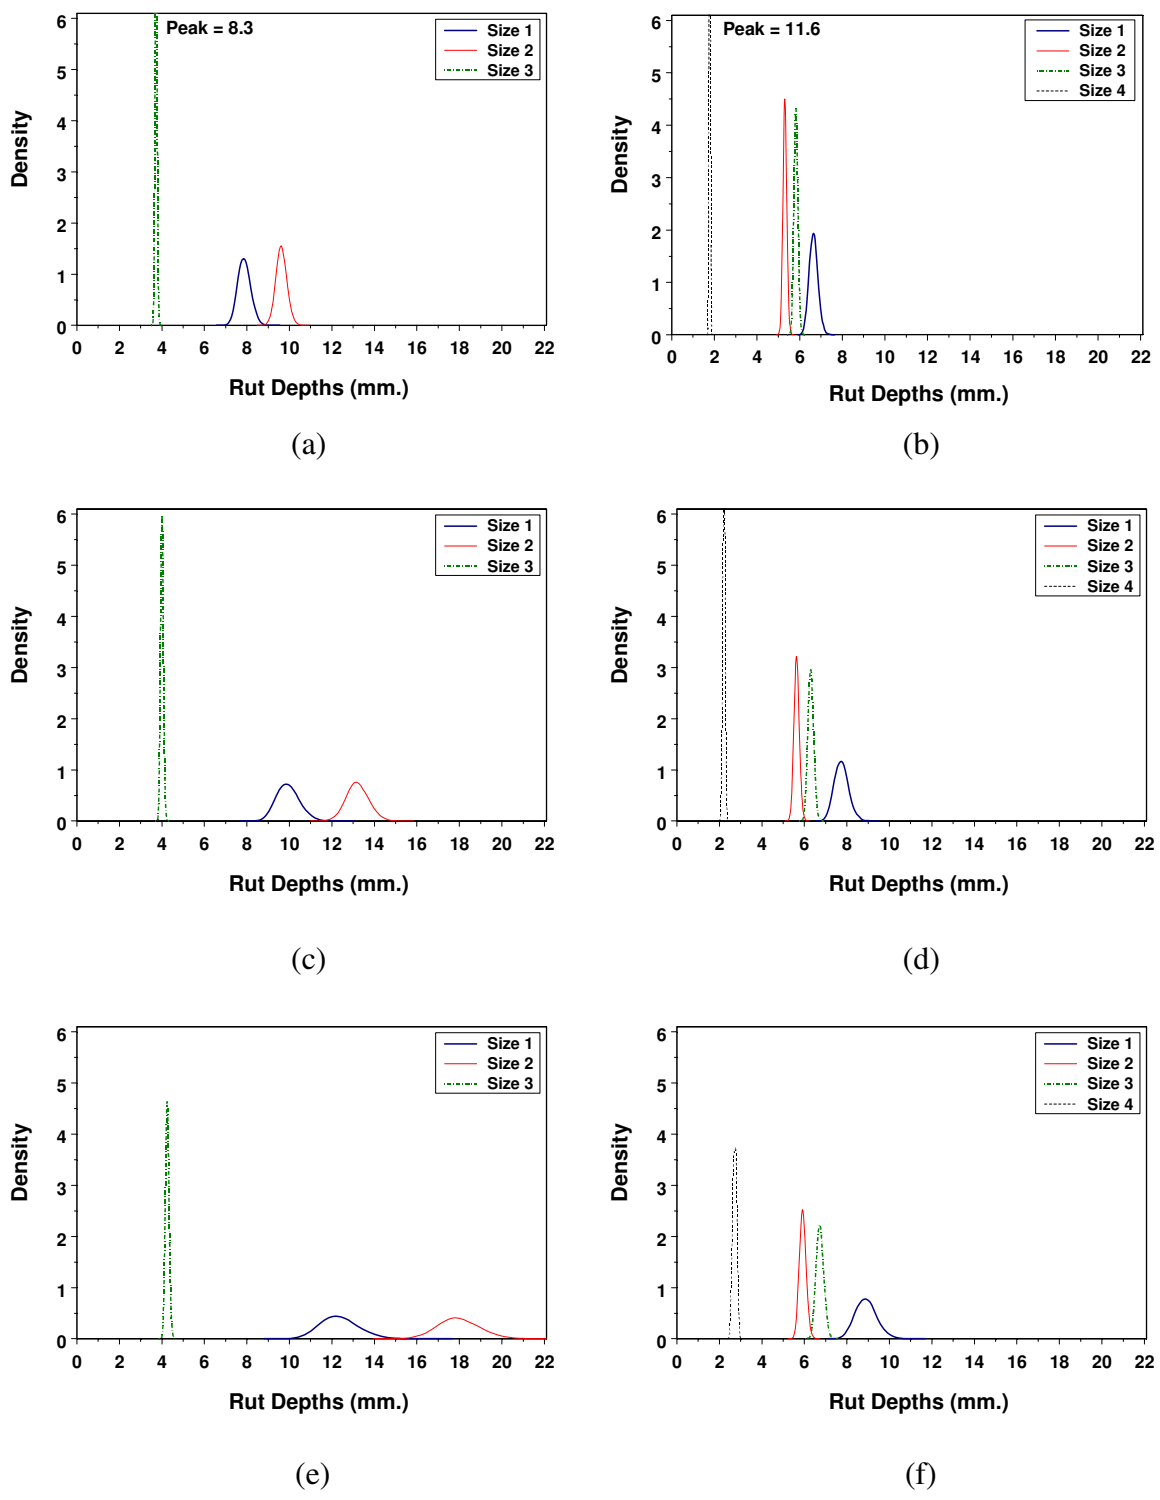 Peak = 8.3
Size 1
Size 2
Size 3
6
5
4
3
2
1
0
Density
0 2 4 6 8 10 12 14 16 18 20 22
Rut Depths (mm.)
(a)
Peak = 11.6
Size 1
Size 2
Size 3
Size 4
6
5
4
3
2
1
0
Density
0 2 4 6 8 10 12 14 16 18 20 22
Rut Depths (mm.)
(b)
Size 1
Size 2
Size 3
6
5
4
3
2
1
0
Density
0 2 4 6 8 10 12 14 16 18 20 22
Rut Depths (mm.)
(c)
Size 1
Size 2
Size 3
Size 4
6
5
4
3
2
1
0
Density
0 2 4 6 8 10 12 14 16 18 20 22
Rut Depths (mm.)
(d)
Size 1
Size 2
Size 3
6
5
4
3
2
1
0
Density
0 2 4 6 8 10 12 14 16 18 20 22
Rut Depths (mm.)
(e)
Size 1
Size 2
Size 3
Size 4
6
5
4
3
2
1
0
Density
0 2 4 6 8 10 12 14 16 18 20 22
Rut Depths (mm.)
(f)